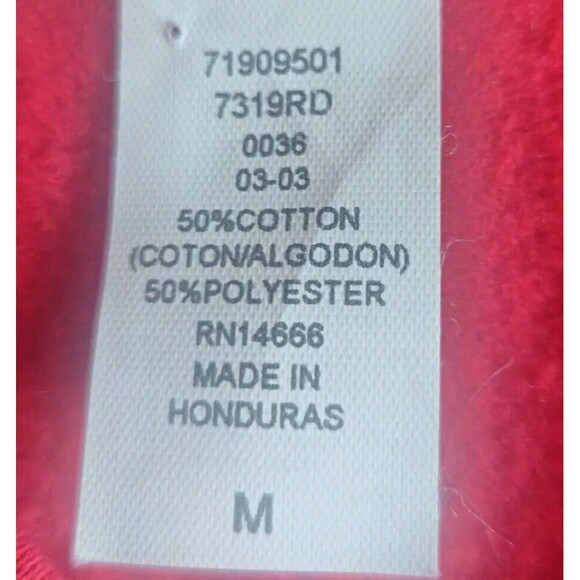 71909501
7319RD
0036
03-03
50%COTTON
(COTON/ALGODON)
50%POLYESTER
RN14666
MADE IN
HONDURAS
M